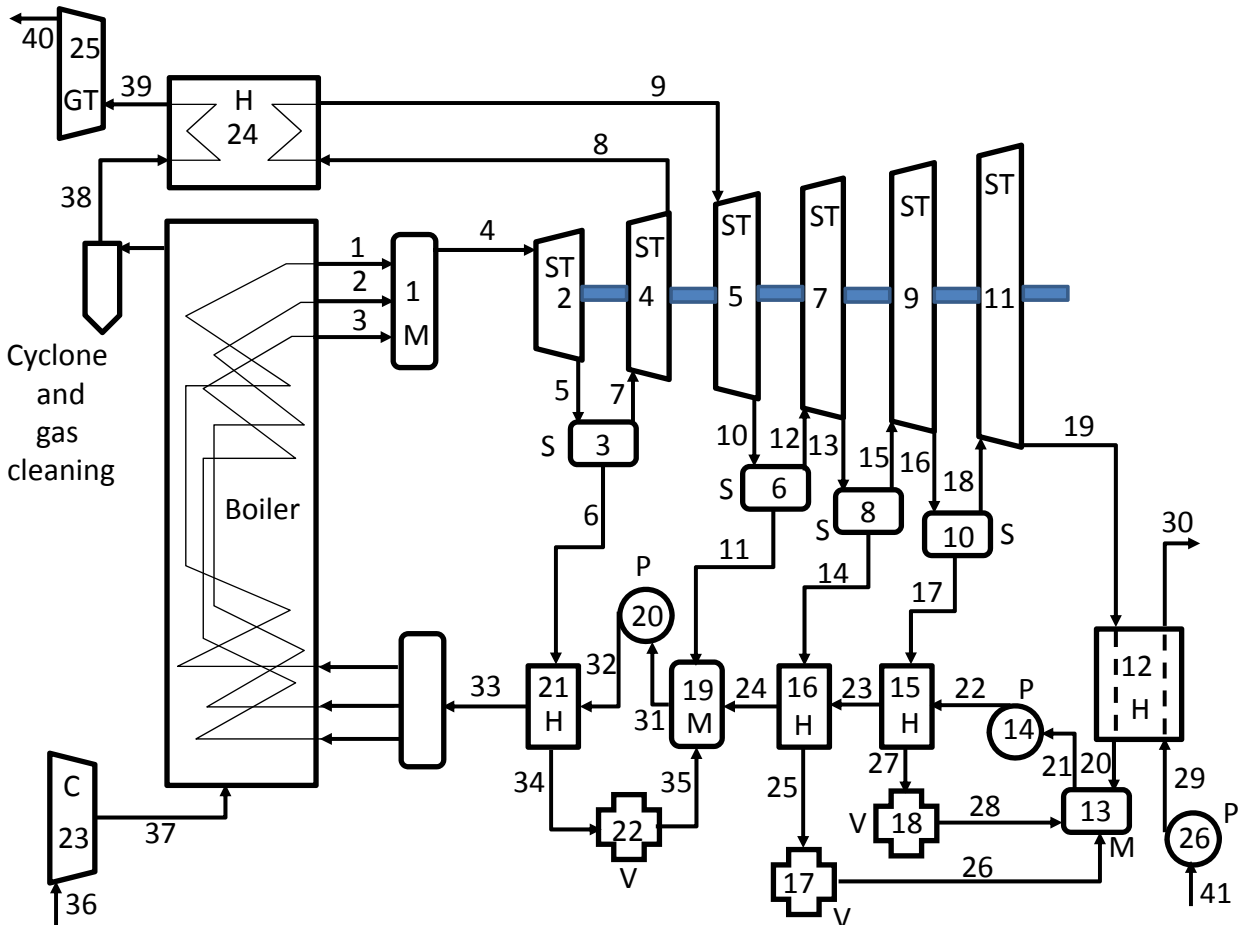 40
25
GT
39
H
24
9
8
38
ST
ST
ST
ST
ST
ST
1
2
3
4
1
M
2
4
5
7
9
11
Cyclone
and
gas
cleaning
5
7
S
3
10
12
13
15
16
18
19
S
6
S
8
10
S
Boiler
6
11
14
17
30
P
20
32
33
21
H
31
19
M
24
16
H
23
15
H
22
P
14
12
H
34
35
25
27
21
20
29
C
23
37
22
V
V
18
28
13
M
P
26
17
V
26
36
41